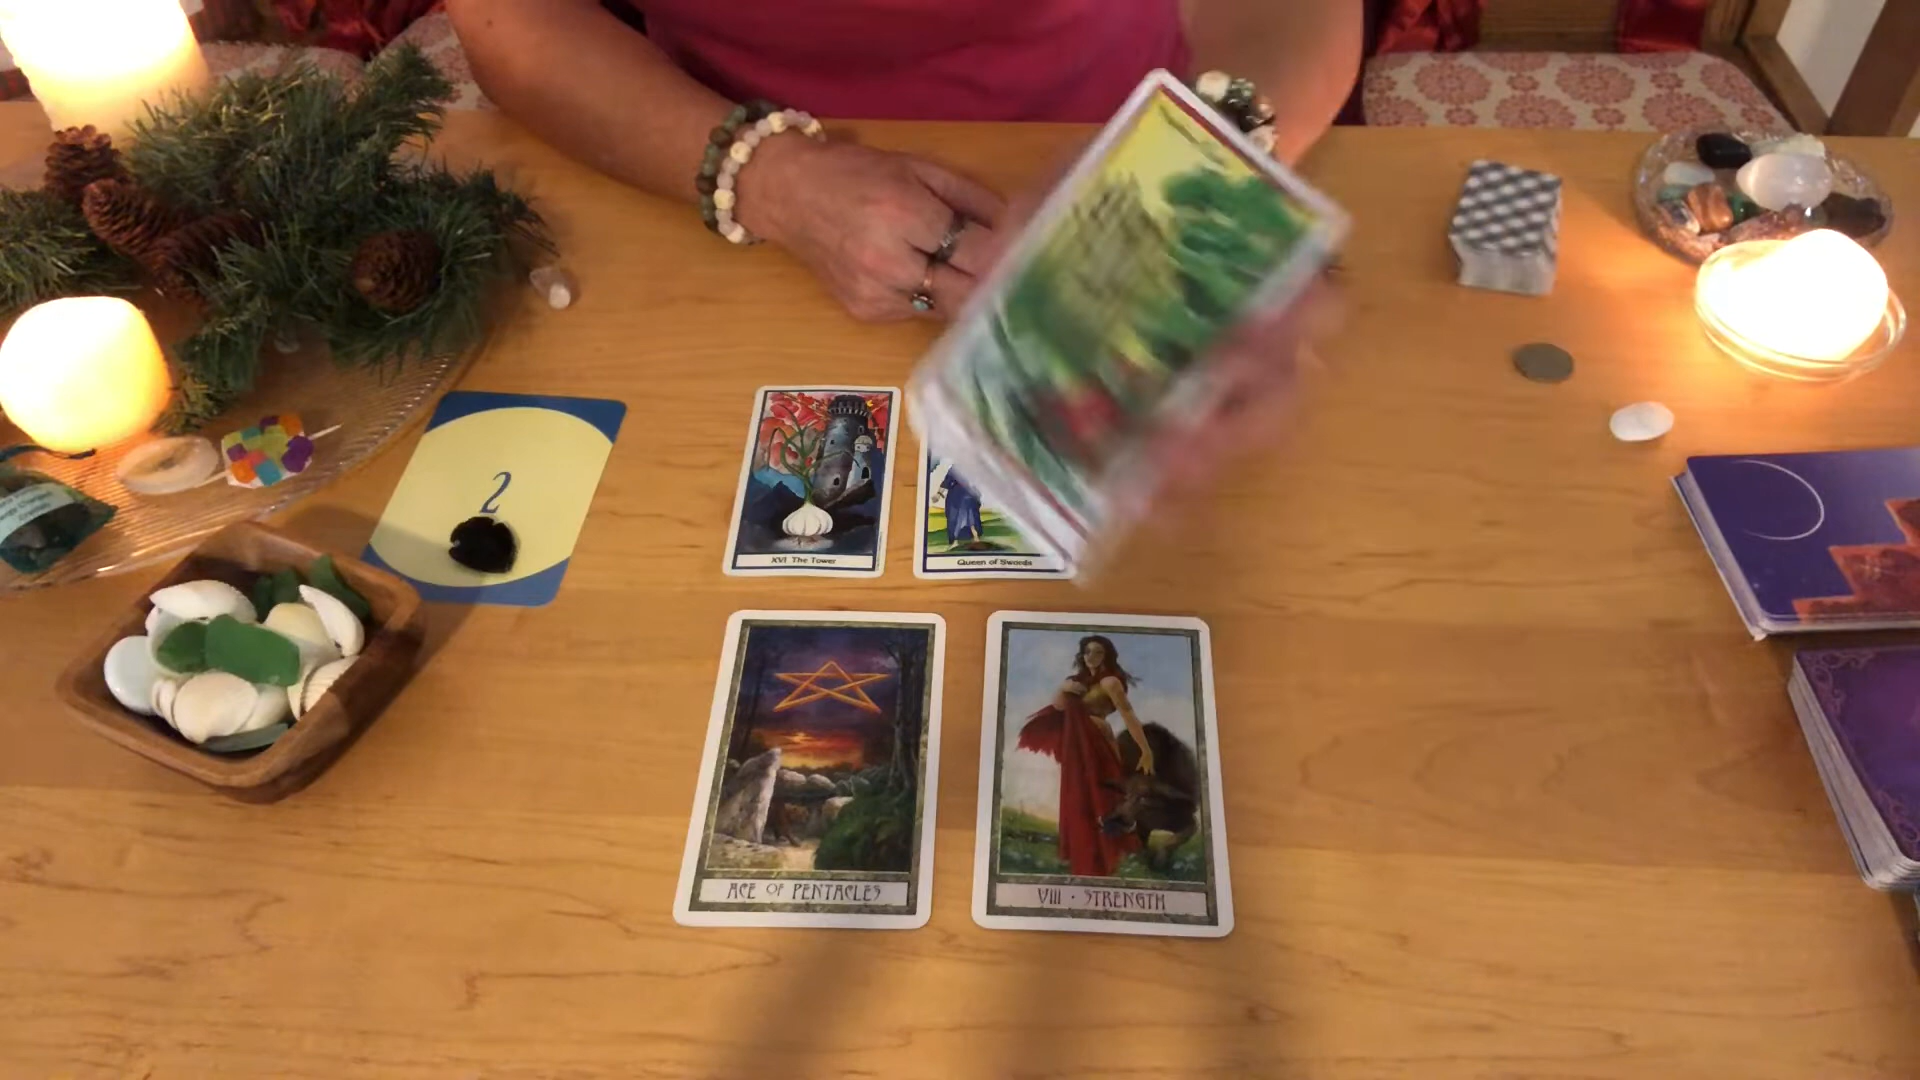 2
XVI The Tower
Queen of Swords
ACE OF PENTACLES
VIII · STRENGTH